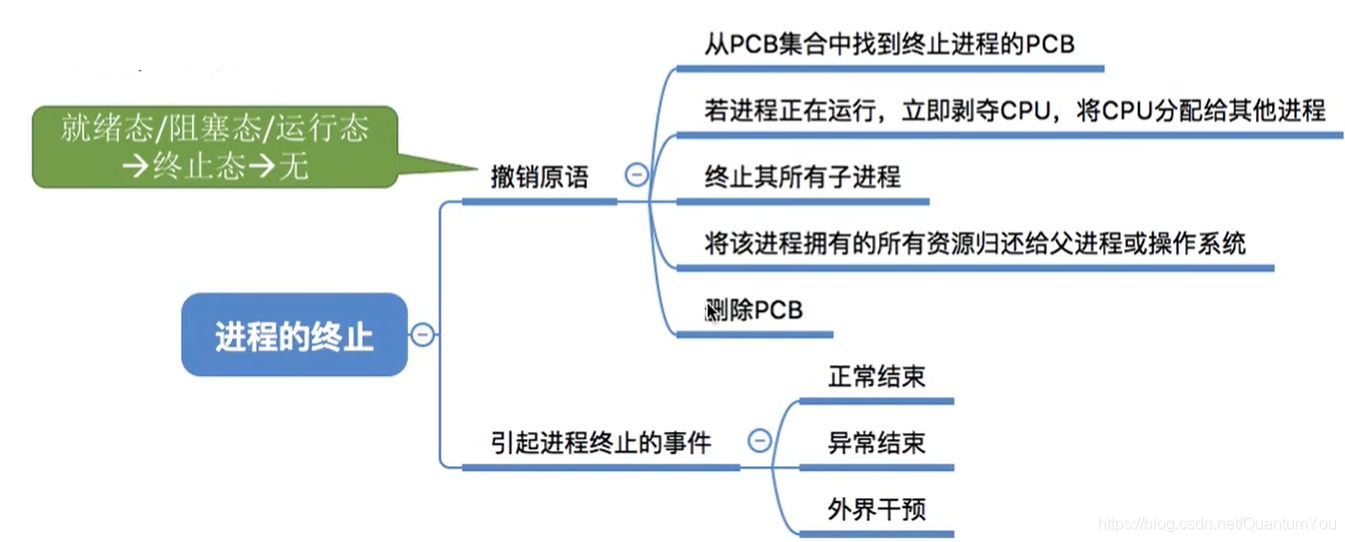 从PCB集合中找到终止进程的PCB
若进程正在运行，立即剥夺CPU，将CPU分配给其他进程
就绪态/阻塞态/运行态
→终止态→无
撤销原语
终止其所有子进程
将该进程拥有的所有资源归还给父进程或操作系统
删除PCB
进程的终止
正常结束
引起进程终止的事件
异常结束
外界干预
https://blog.csdn.net/QuantumYou